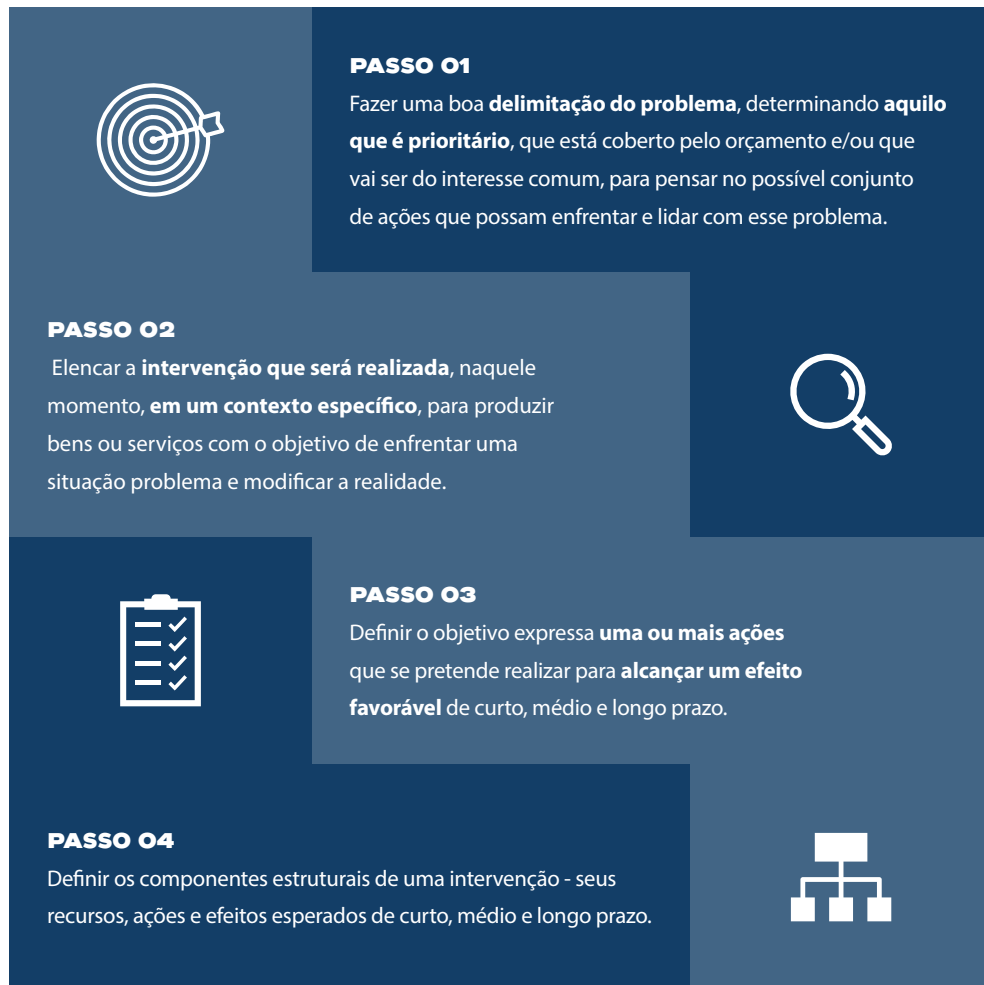 PASSO 01
Fazer uma boa delimitação do problema, determinando aquilo
que é prioritário, que está coberto pelo orçamento e/ou que
vai ser do interesse comum, para pensar no possível conjunto
de ações que possam enfrentar e lidar com esse problema.
PASSO 02
Elencar a intervenção que será realizada, naquele
momento, em um contexto específico, para produzir
bens ou serviços com o objetivo de enfrentar uma
situação problema e modificar a realidade.
PASSO 03
Definir o objetivo expressa uma ou mais ações
que se pretende realizar para alcançar um efeito
favorável de curto, médio e longo prazo.
PASSO 04
Definir os componentes estruturais de uma intervenção - seus
recursos, ações e efeitos esperados de curto, médio e longo prazo.